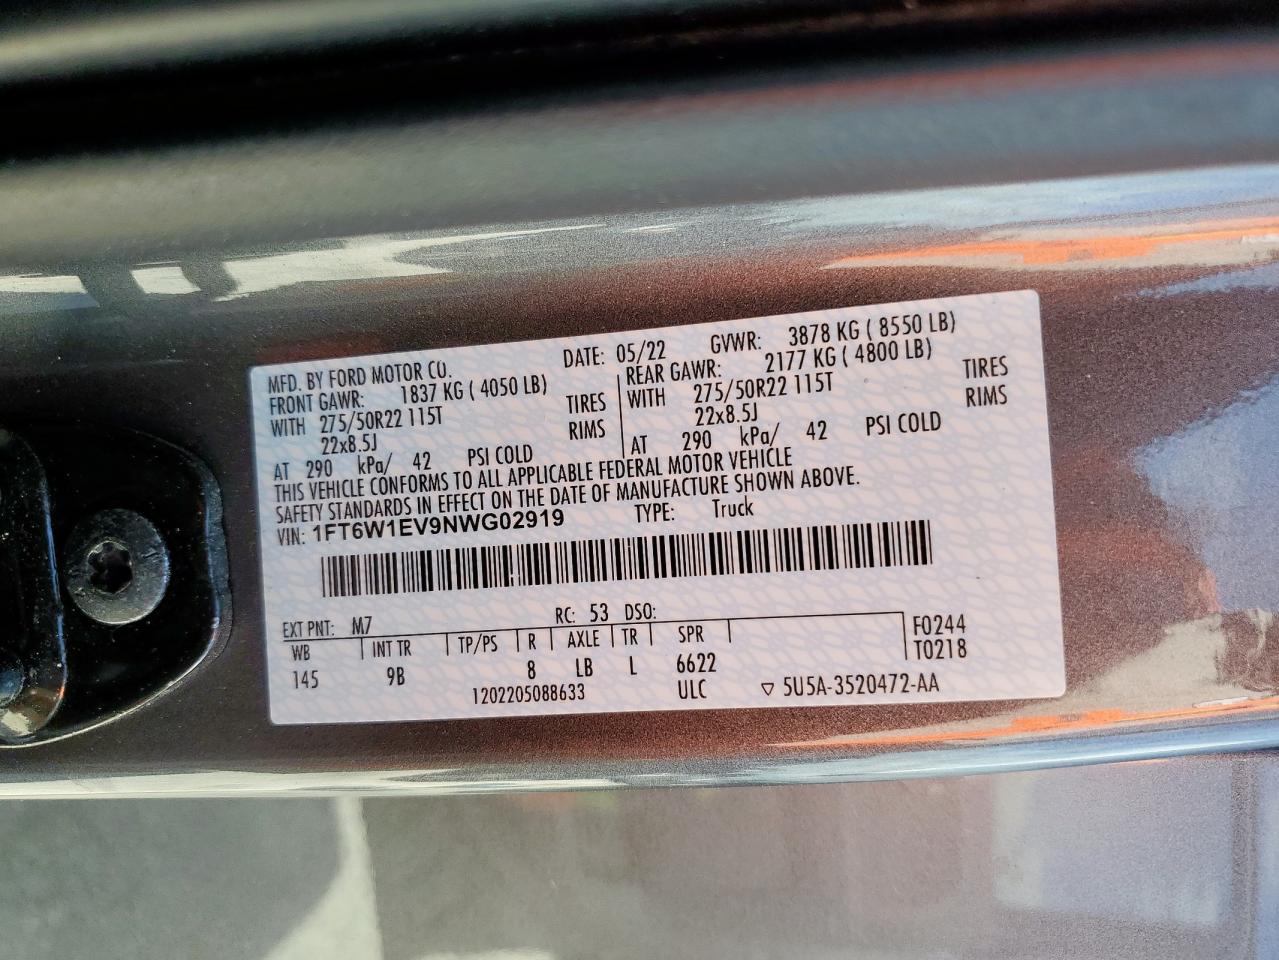 MFD. BY FORD MOTOR CO. DATE: 05/22 GVWR: 3878 KG ( 8550 LB)
FRONT GAWR: 1837 KG ( 4050 LB) REAR GAWR: 2177 KG ( 4800 LB)
WITH 275/50R22 115T TIRES WITH 275/50R22 115T TIRES
22x8.5J RIMS 22x8.5J RIMS
AT 290 kPa/ 42 PSI COLD AT 290 kPa/ 42 PSI COLD
THIS VEHICLE CONFORMS TO ALL APPLICABLE FEDERAL MOTOR VEHICLE
SAFETY STANDARDS IN EFFECT ON THE DATE OF MANUFACTURE SHOWN ABOVE.
VIN: 1FT6W1EV9NWG02919 TYPE: Truck
EXT PNT: M7 RC: 53 DSO:
WB INT TR TP/PS R AXLE TR SPR F0244
145 9B 8 LB L 6622 T0218
1202205088633 ULC ▽ 5U5A-3520472-AA